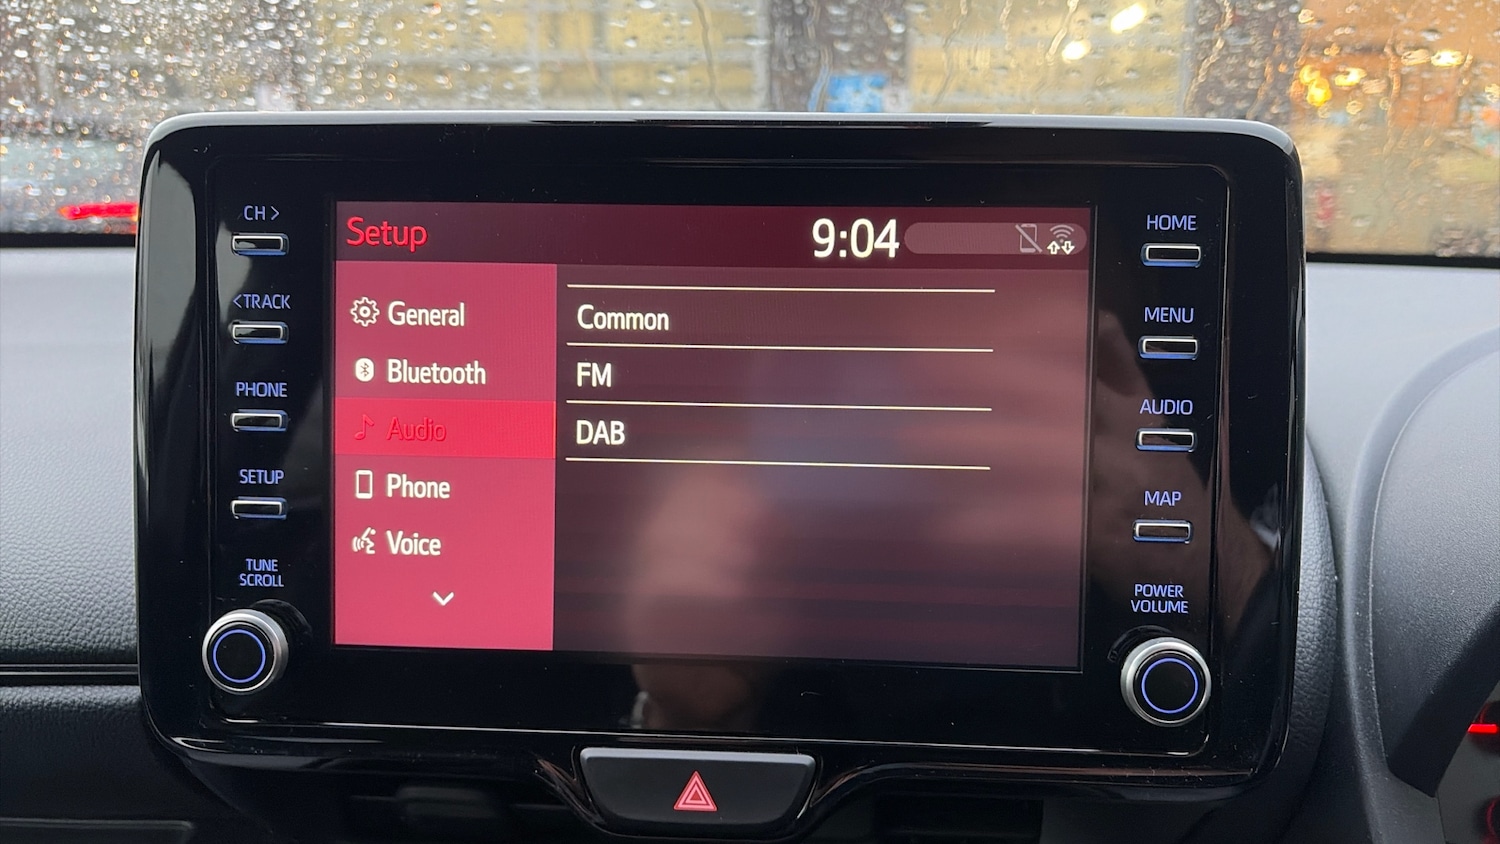 CH >
<TRACK
PHONE
SETUP
TUNE
SCROLL
Setup
9:04
General
Bluetooth
Audio
Phone
Voice
Common
FM
DAB
HOME
MENU
AUDIO
MAP
POWER
VOLUME